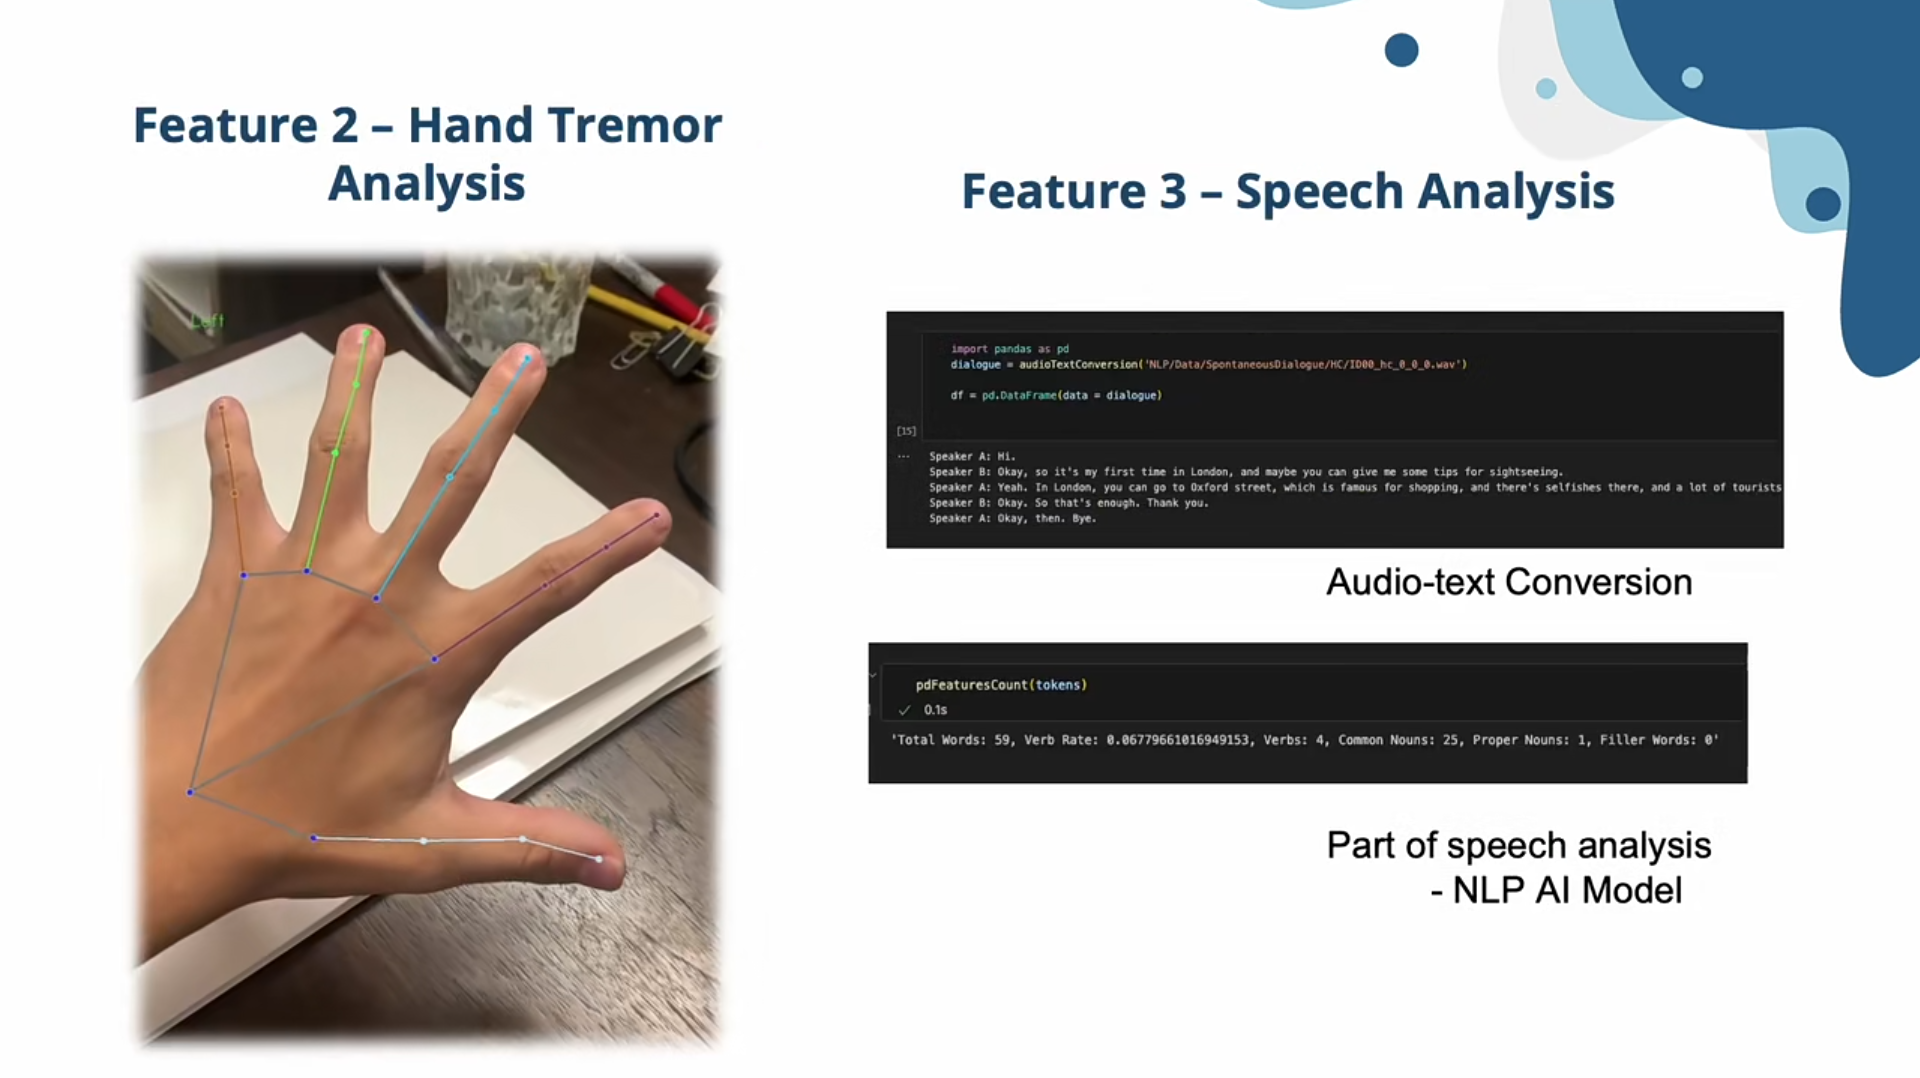 Feature 2 – Hand Tremor
Analysis
Left
Feature 3 – Speech Analysis
import pandas as pd
dialogue = audioTextConversion('NLP/Data/SpontaneousDialogue/HC/ID00_hc_0_0_0.wav')
df = pd.DataFrame(data = dialogue)
[15]
... Speaker A: Hi.
Speaker B: Okay, so it's my first time in London, and maybe you can give me some tips for sightseeing.
Speaker A: Yeah. In London, you can go to Oxford street, which is famous for shopping, and there's selfishes there, and a lot of tourists
Speaker B: Okay. So that's enough. Thank you.
Speaker A: Okay, then. Bye.
Audio-text Conversion
pdFeaturesCount(tokens)
✓ 0.1s
'Total Words: 59, Verb Rate: 0.06779661016949153, Verbs: 4, Common Nouns: 25, Proper Nouns: 1, Filler Words: 0'
Part of speech analysis
- NLP AI Model